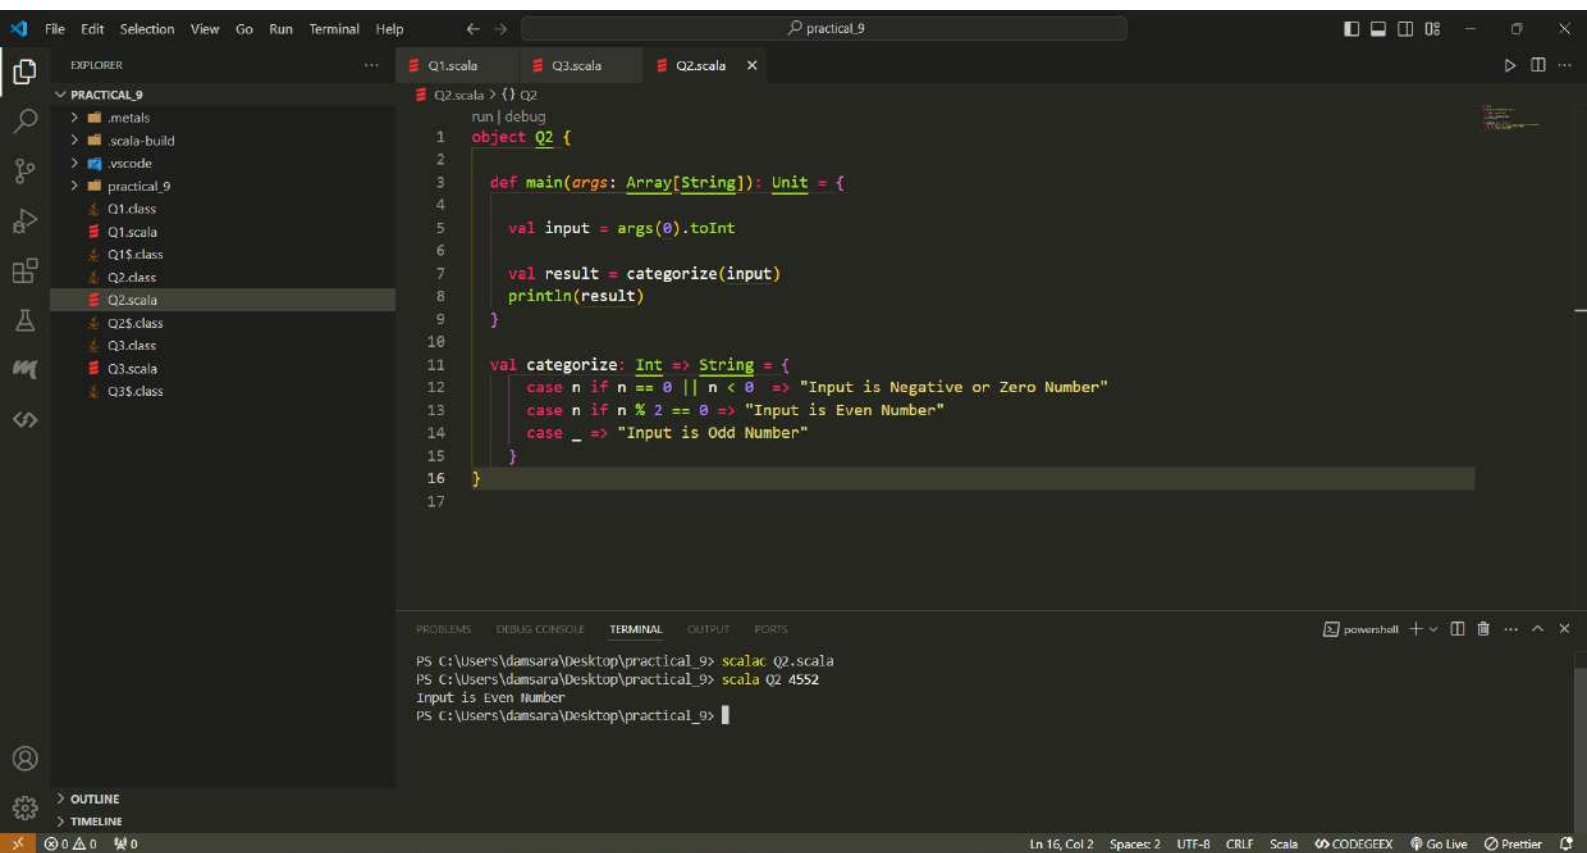 File Edit Selection View Go Run Terminal Help
practical_9
EXPLORER
Q1.scala
Q3.scala
Q2.scala
PRACTICAL_9
Q2.scala > {} Q2
.metals
.scala-build
.vscode
practical_9
Q1.class
Q1.scala
Q1$.class
Q2.class
Q2.scala
Q2$.class
Q3.class
Q3.scala
Q3$.class
run | debug
1 object Q2 {
2
3 def main(args: Array[String]): Unit = {
4
5 val input = args(0).toInt
6
7 val result = categorize(input)
8 println(result)
9 }
10
11 val categorize: Int => String = {
12 case n if n == 0 || n < 0 => "Input is Negative or Zero Number"
13 case n if n % 2 == 0 => "Input is Even Number"
14 case _ => "Input is Odd Number"
15 }
16 }
17
PROBLEMS DEBUG CONSOLE TERMINAL OUTPUT PORTS
powershell
PS C:\Users\damsara\Desktop\practical_9> scalac Q2.scala
PS C:\Users\damsara\Desktop\practical_9> scala Q2 4552
Input is Even Number
PS C:\Users\damsara\Desktop\practical_9>
OUTLINE
TIMELINE
0 0 0
Ln 16, Col 2 Spaces: 2 UTF-8 CRLF Scala CODEGEEX Go Live Prettier